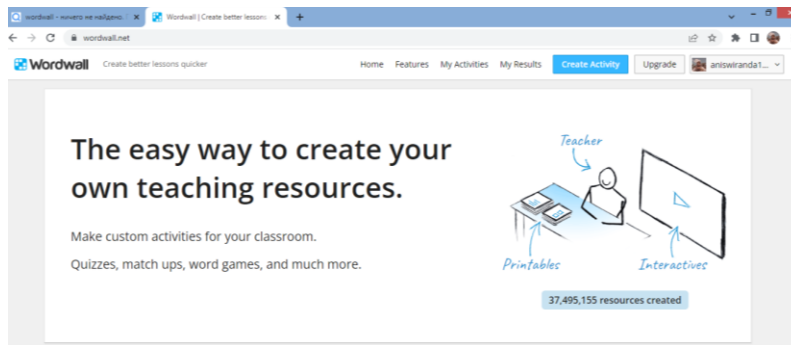 wordwall - ничего не найдено.
Wordwall | Create better lessons
wordwall.net
Wordwall
Create better lessons quicker
Home
Features
My Activities
My Results
Create Activity
Upgrade
aniswiranda1...
The easy way to create your
own teaching resources.
Make custom activities for your classroom.
Quizzes, match ups, word games, and much more.
Teacher
Printables
Interactives
37,495,155 resources created